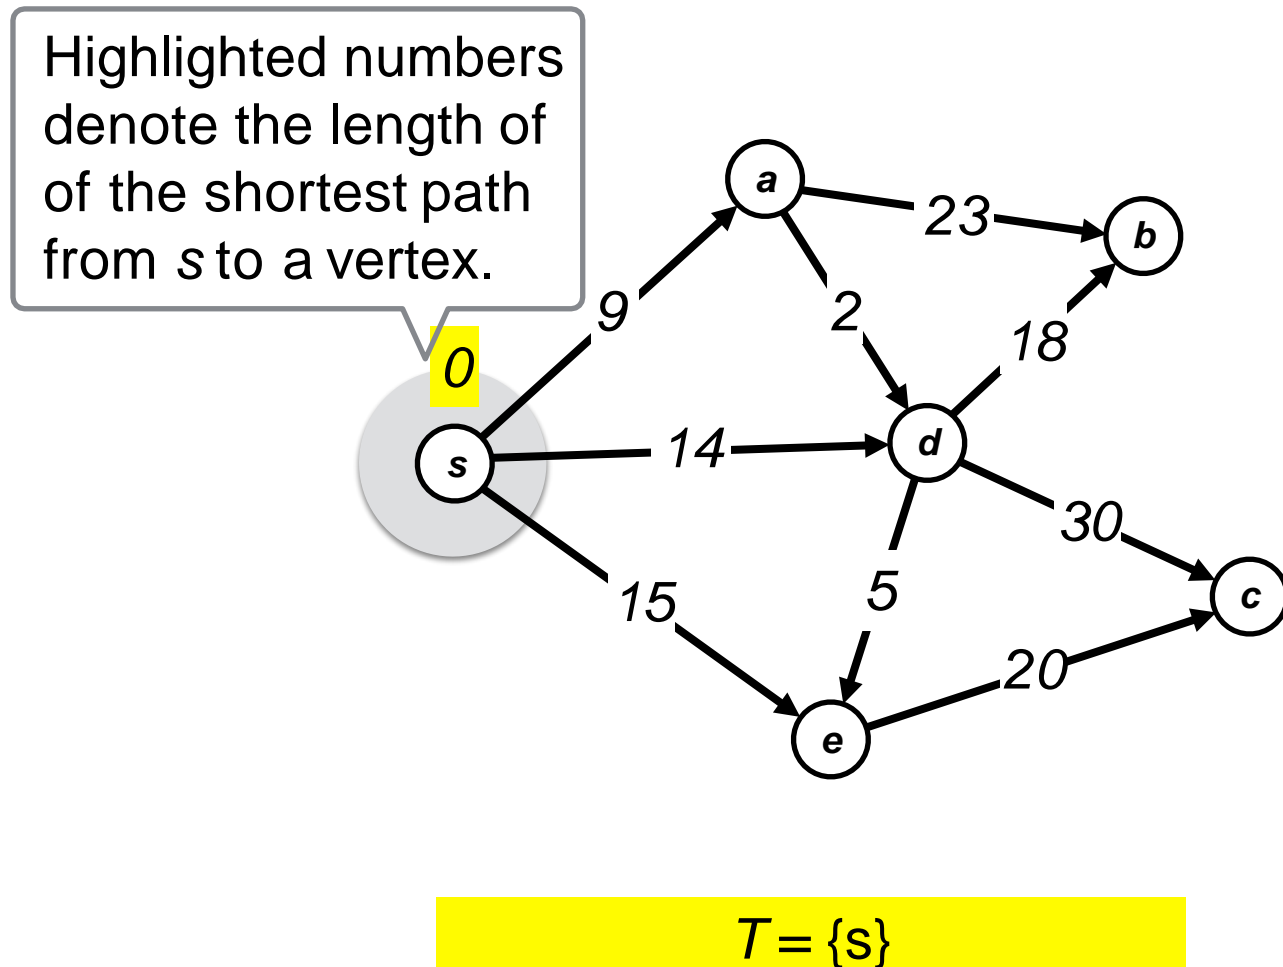 Highlighted numbers
denote the length of
of the shortest path
from s to a vertex.
a
23
b
9
2
18
0
s
14
d
30
15
5
c
20
e
T = {s}